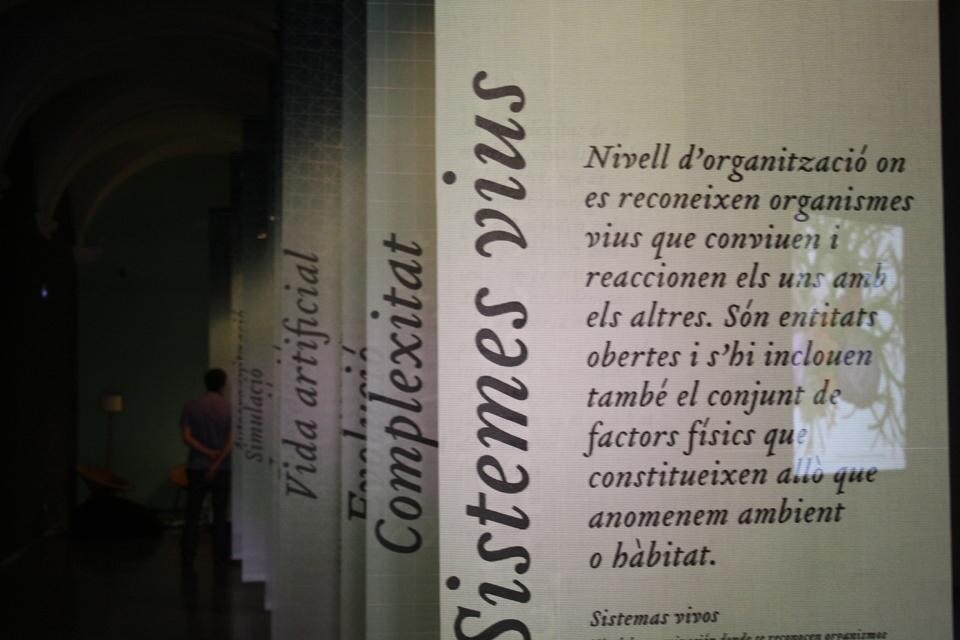 Simulació
Vida artificial
Evolució
Complexitat
Sistemes vius
Nivell d'organització on
es reconeixen organismes
vius que conviuen i
reaccionen els uns amb
els altres. Són entitats
obertes i s'hi inclouen
també el conjunt de
factors físics que
constitueixen allò que
anomenem ambient
o hàbitat.
Sistemas vivos